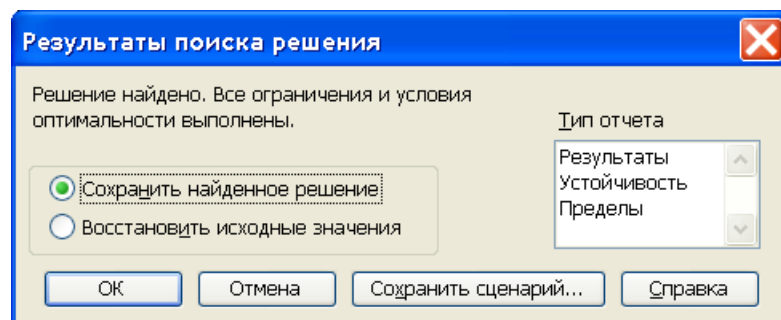 Результаты поиска решения
Решение найдено. Все ограничения и условия
оптимальности выполнены.
Тип отчета
Результаты
Устойчивость
Пределы
Сохранить найденное решение
Восстановить исходные значения
ОК
Отмена
Сохранить сценарий...
Справка